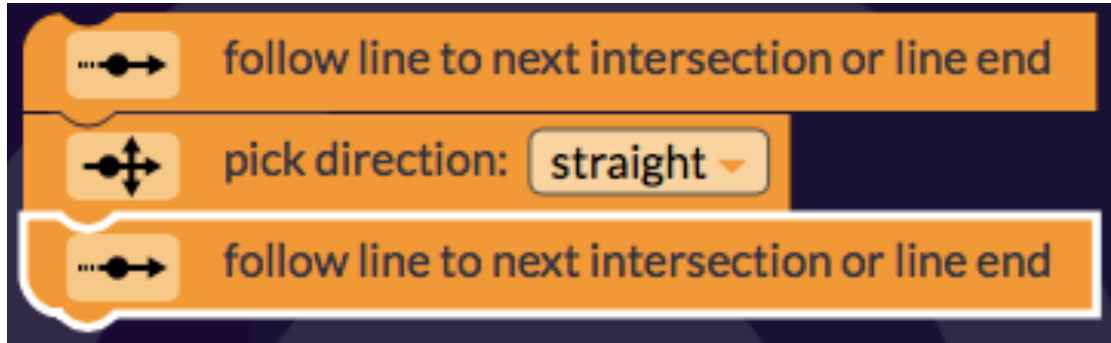 follow line to next intersection or line end
pick direction: straight
follow line to next intersection or line end